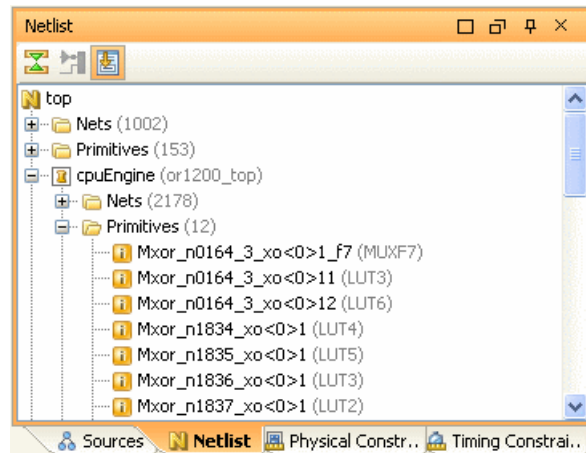 Netlist
top
Nets (1002)
Primitives (153)
cpuEngine (or1200_top)
Nets (2178)
Primitives (12)
Mxor_n0164_3_xo<0>1_f7 (MUXF7)
Mxor_n0164_3_xo<0>11 (LUT3)
Mxor_n0164_3_xo<0>12 (LUT6)
Mxor_n1834_xo<0>1 (LUT4)
Mxor_n1835_xo<0>1 (LUT5)
Mxor_n1836_xo<0>1 (LUT3)
Mxor_n1837_xo<0>1 (LUT2)
Sources Netlist Physical Constr.. Timing Constrai..